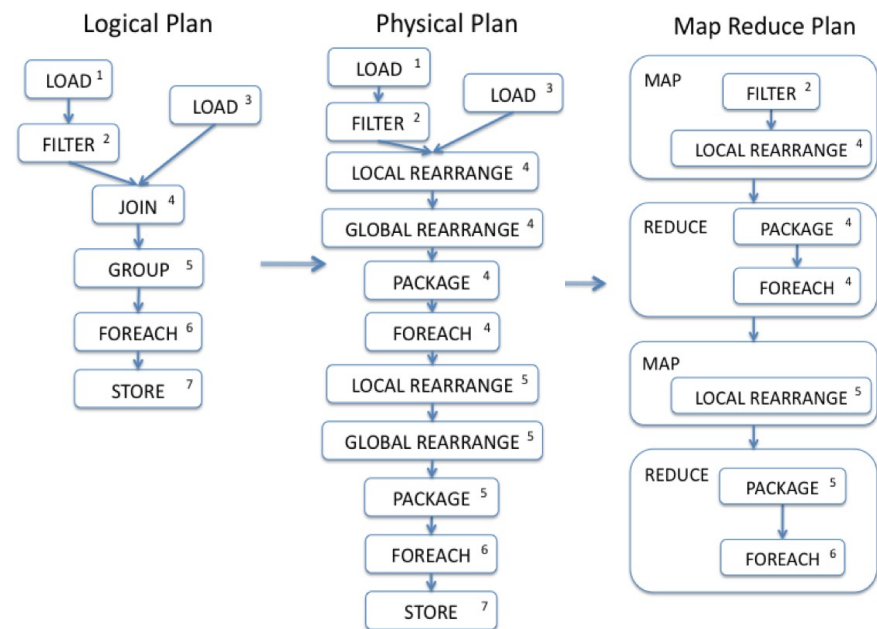 Logical Plan
LOAD 1
LOAD 3
FILTER 2
JOIN 4
GROUP 5
FOREACH 6
STORE 7
Physical Plan
LOAD 1
LOAD 3
FILTER 2
LOCAL REARRANGE 4
GLOBAL REARRANGE 4
PACKAGE 4
FOREACH 4
LOCAL REARRANGE 5
GLOBAL REARRANGE 5
PACKAGE 5
FOREACH 6
STORE 7
Map Reduce Plan
MAP
FILTER 2
LOCAL REARRANGE 4
REDUCE
PACKAGE 4
FOREACH 4
MAP
LOCAL REARRANGE 5
REDUCE
PACKAGE 5
FOREACH 6